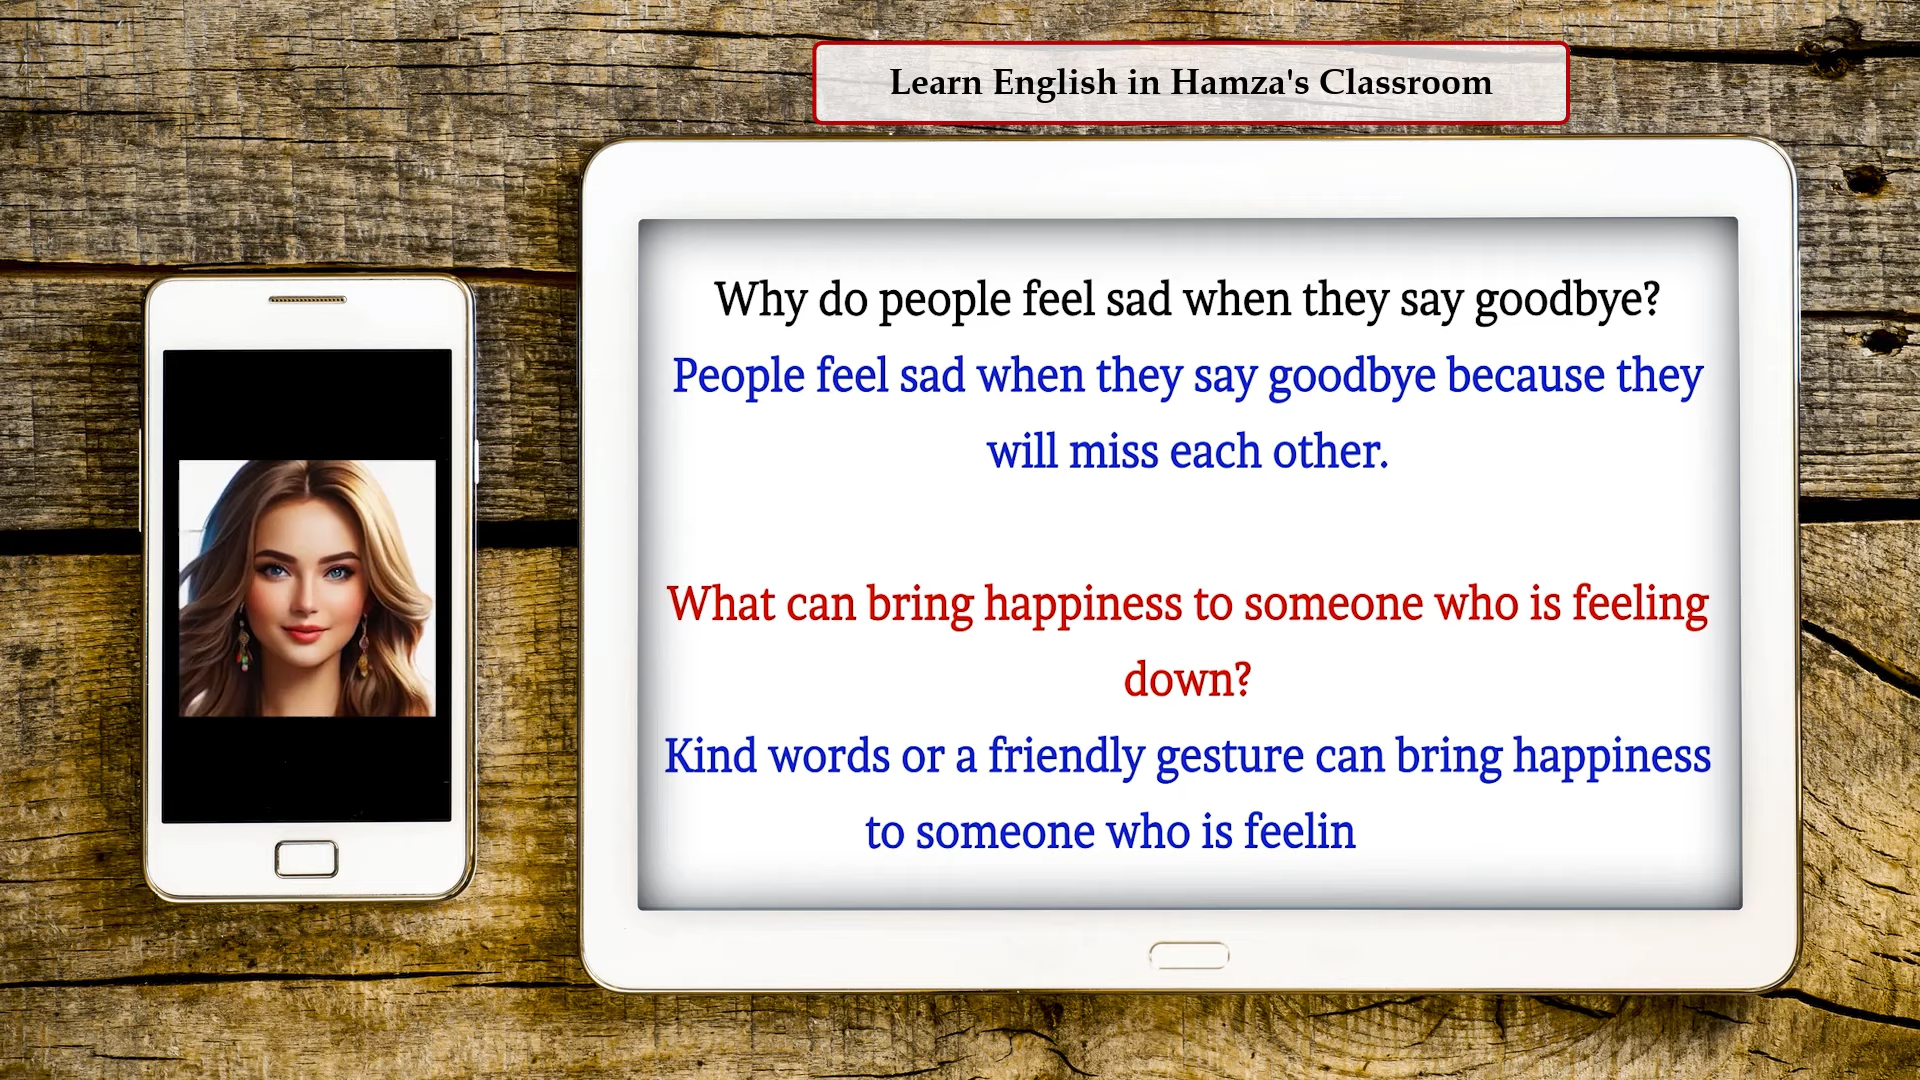 Learn English in Hamza's Classroom
Why do people feel sad when they say goodbye?
People feel sad when they say goodbye because they
will miss each other.
What can bring happiness to someone who is feeling
down?
Kind words or a friendly gesture can bring happiness
to someone who is feelin